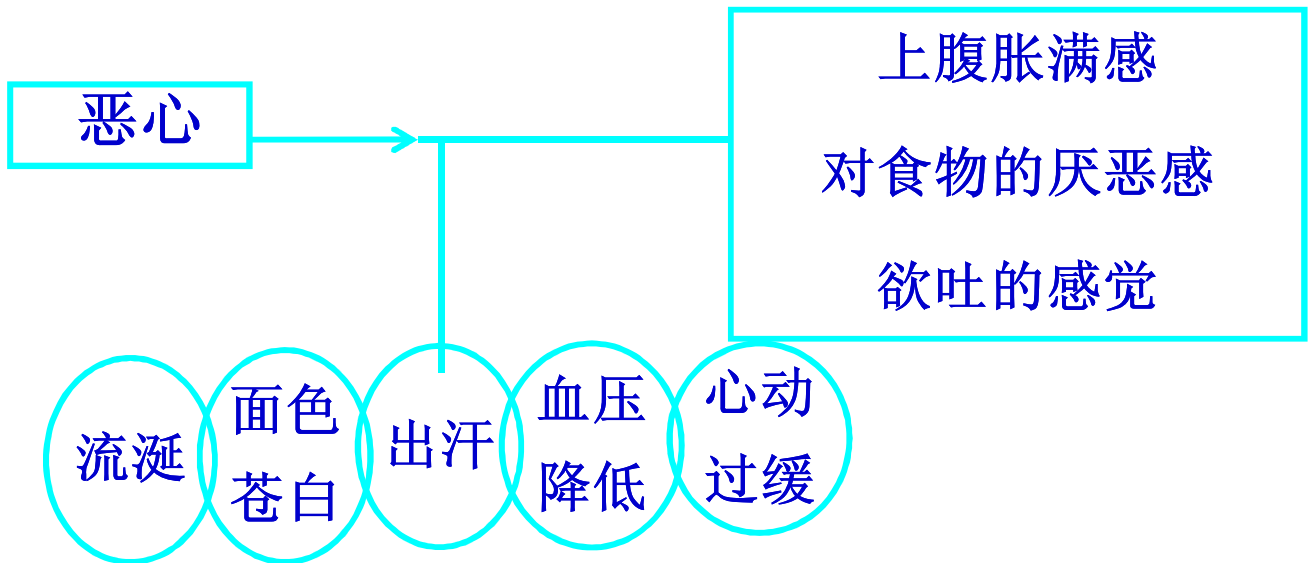 恶心
上腹胀满感
对食物的厌恶感
欲吐的感觉
流涎
面色
苍白
出汗
血压
降低
心动
过缓